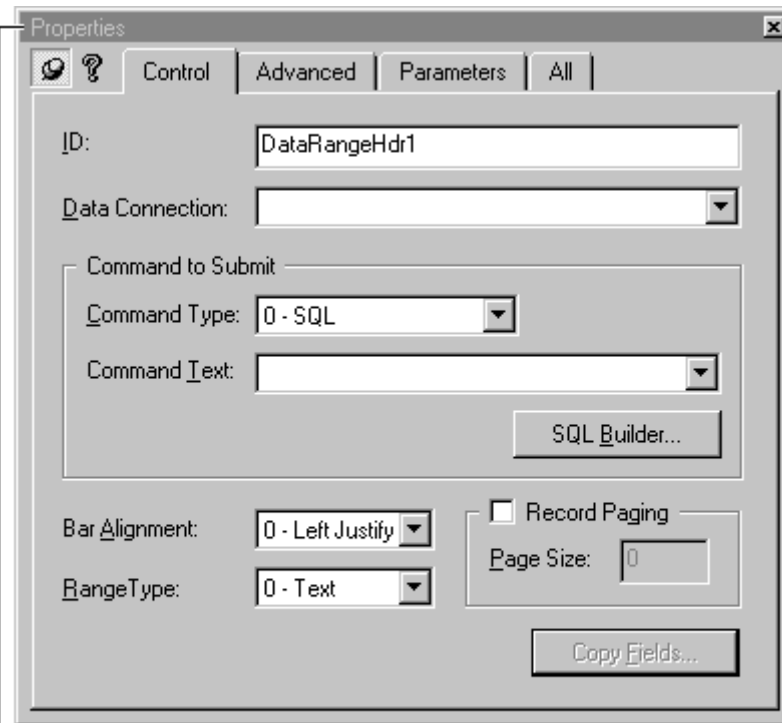 Properties
Control Advanced Parameters All
ID: DataRangeHdr1
Data Connection:
Command to Submit
Command Type: 0 - SQL
Command Text:
SQL Builder...
Bar Alignment: 0 - Left Justify
Record Paging
Page Size: 0
RangeType: 0 - Text
Copy Fields...